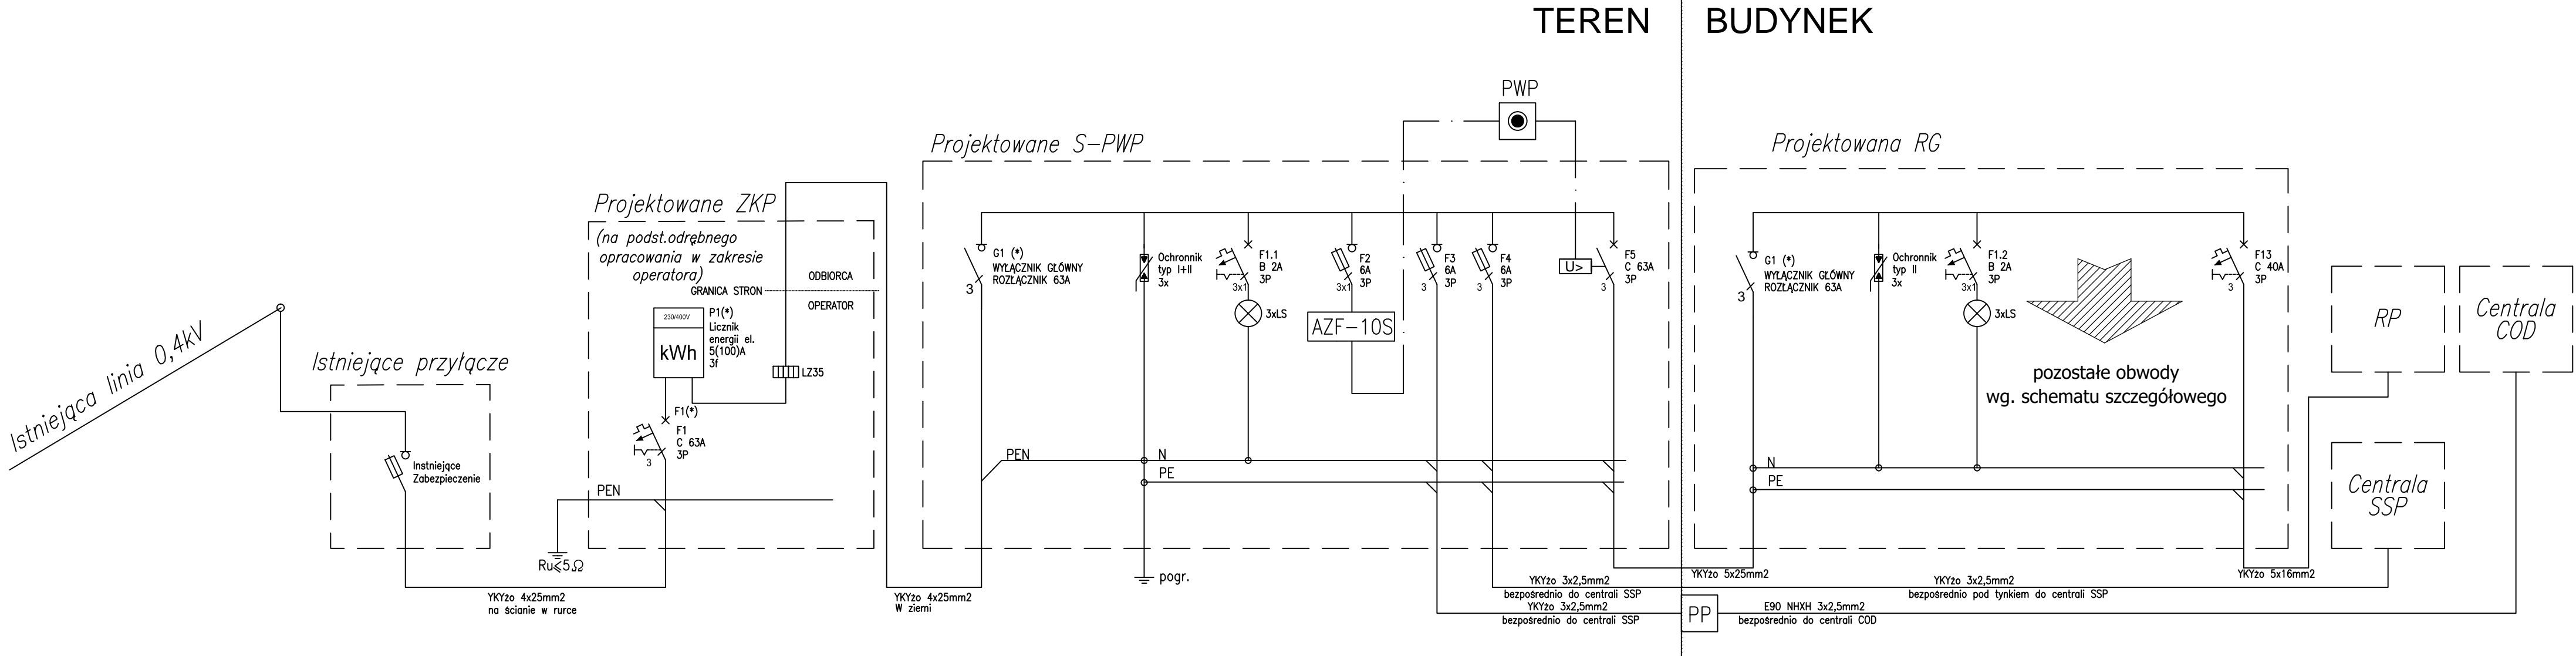 TEREN
BUDYNEK
Istniejąca linia 0,4kV
Istniejące przyłącze
Instniejące
Zabezpieczenie
YKYżo 4x25mm2
na ścianie w rurce
Projektowane ZKP
(na podst.odrębnego
opracowania w zakresie
operatora)
ODBIORCA
GRANICA STRON
OPERATOR
230/400V
kWh
P1(*)
Licznik
energii el.
5(100)A
3f
LZ35
F1(*)
F1
C 63A
3P
3
PEN
Ru⩽5Ω
YKYżo 4x25mm2
W ziemi
Projektowane S-PWP
PWP
G1 (*)
WYŁĄCZNIK GŁÓWNY
ROZŁĄCZNIK 63A
3
Ochronnik
typ I+II
3x
F1.1
B 2A
3P
3x1
3xLS
F2
6A
3P
3x1
AZF-10S
F3
6A
3P
3
F4
6A
3P
3
U>
F5
C 63A
3P
3
PEN
N
PE
pogr.
YKYżo 3x2,5mm2
bezpośrednio do centrali SSP
YKYżo 3x2,5mm2
bezpośrednio do centrali SSP
PP
Projektowana RG
G1 (*)
WYŁĄCZNIK GŁÓWNY
ROZŁĄCZNIK 63A
3
Ochronnik
typ II
3x
F1.2
B 2A
3P
3x1
3xLS
pozostałe obwody
wg. schematu szczegółowego
F13
C 40A
3P
3
N
PE
YKYżo 5x25mm2
YKYżo 3x2,5mm2
bezpośrednio pod tynkiem do centrali SSP
E90 NHXH 3x2,5mm2
bezpośrednio do centrali COD
YKYżo 5x16mm2
RP
Centrala
COD
Centrala
SSP